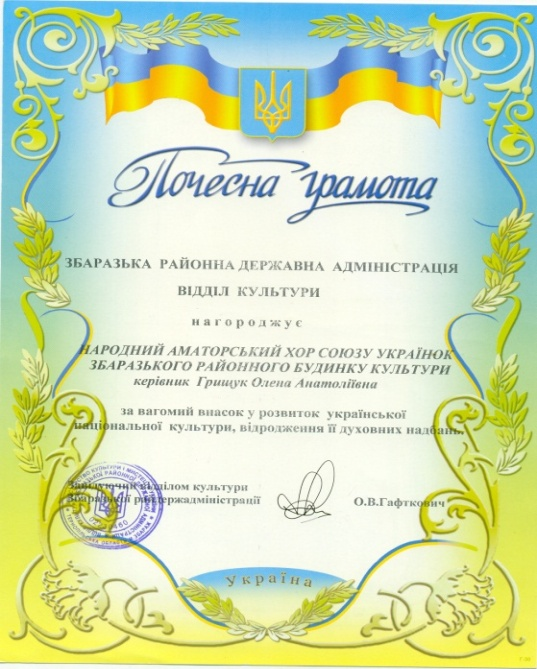 Почесна грамота
ЗБАРАЗЬКА РАЙОННА ДЕРЖАВНА АДМІНІСТРАЦІЯ
ВІДДІЛ КУЛЬТУРИ
нагороджує
НАРОДНИЙ АМАТОРСЬКИЙ ХОР СОЮЗУ УКРАЇНОК
ЗБАРАЗЬКОГО РАЙОННОГО БУДИНКУ КУЛЬТУРИ
керівник Грищук Олена Анатоліївна
за вагомий внасок у розвиток української
національної культури, відродження її духовних надбань.
Завідуючий відділом культури
Збаразької райдержадміністрації
О.В.Гафткович
Україна